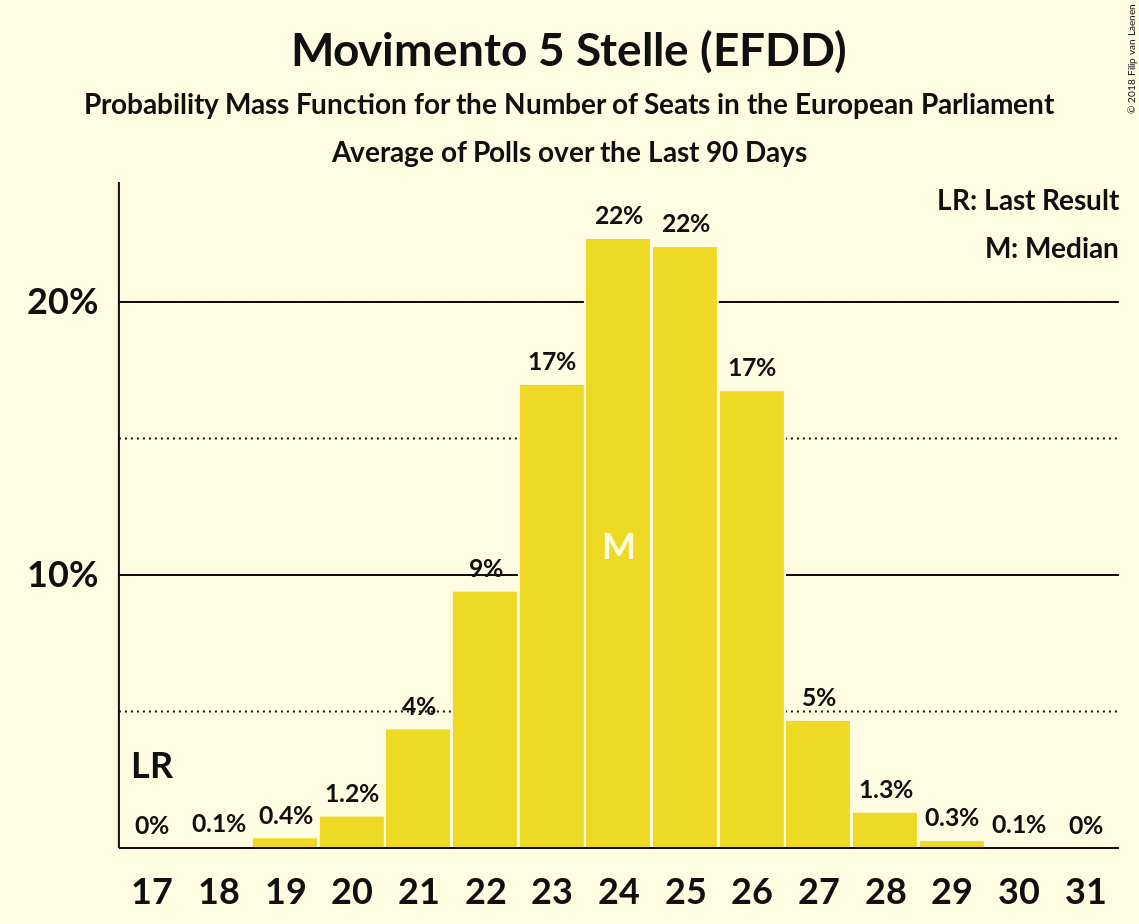 Movimento 5 Stelle (EFDD)
Probability Mass Function for the Number of Seats in the European Parliament
Average of Polls over the Last 90 Days
© 2018 Filip van Laenen
LR: Last Result
M: Median
20%
10%
22%
22%
17%
17%
M
9%
4%
5%
LR
0%
0.1%
0.4%
1.2%
1.3%
0.3%
0.1%
0%
17 18 19 20 21 22 23 24 25 26 27 28 29 30 31